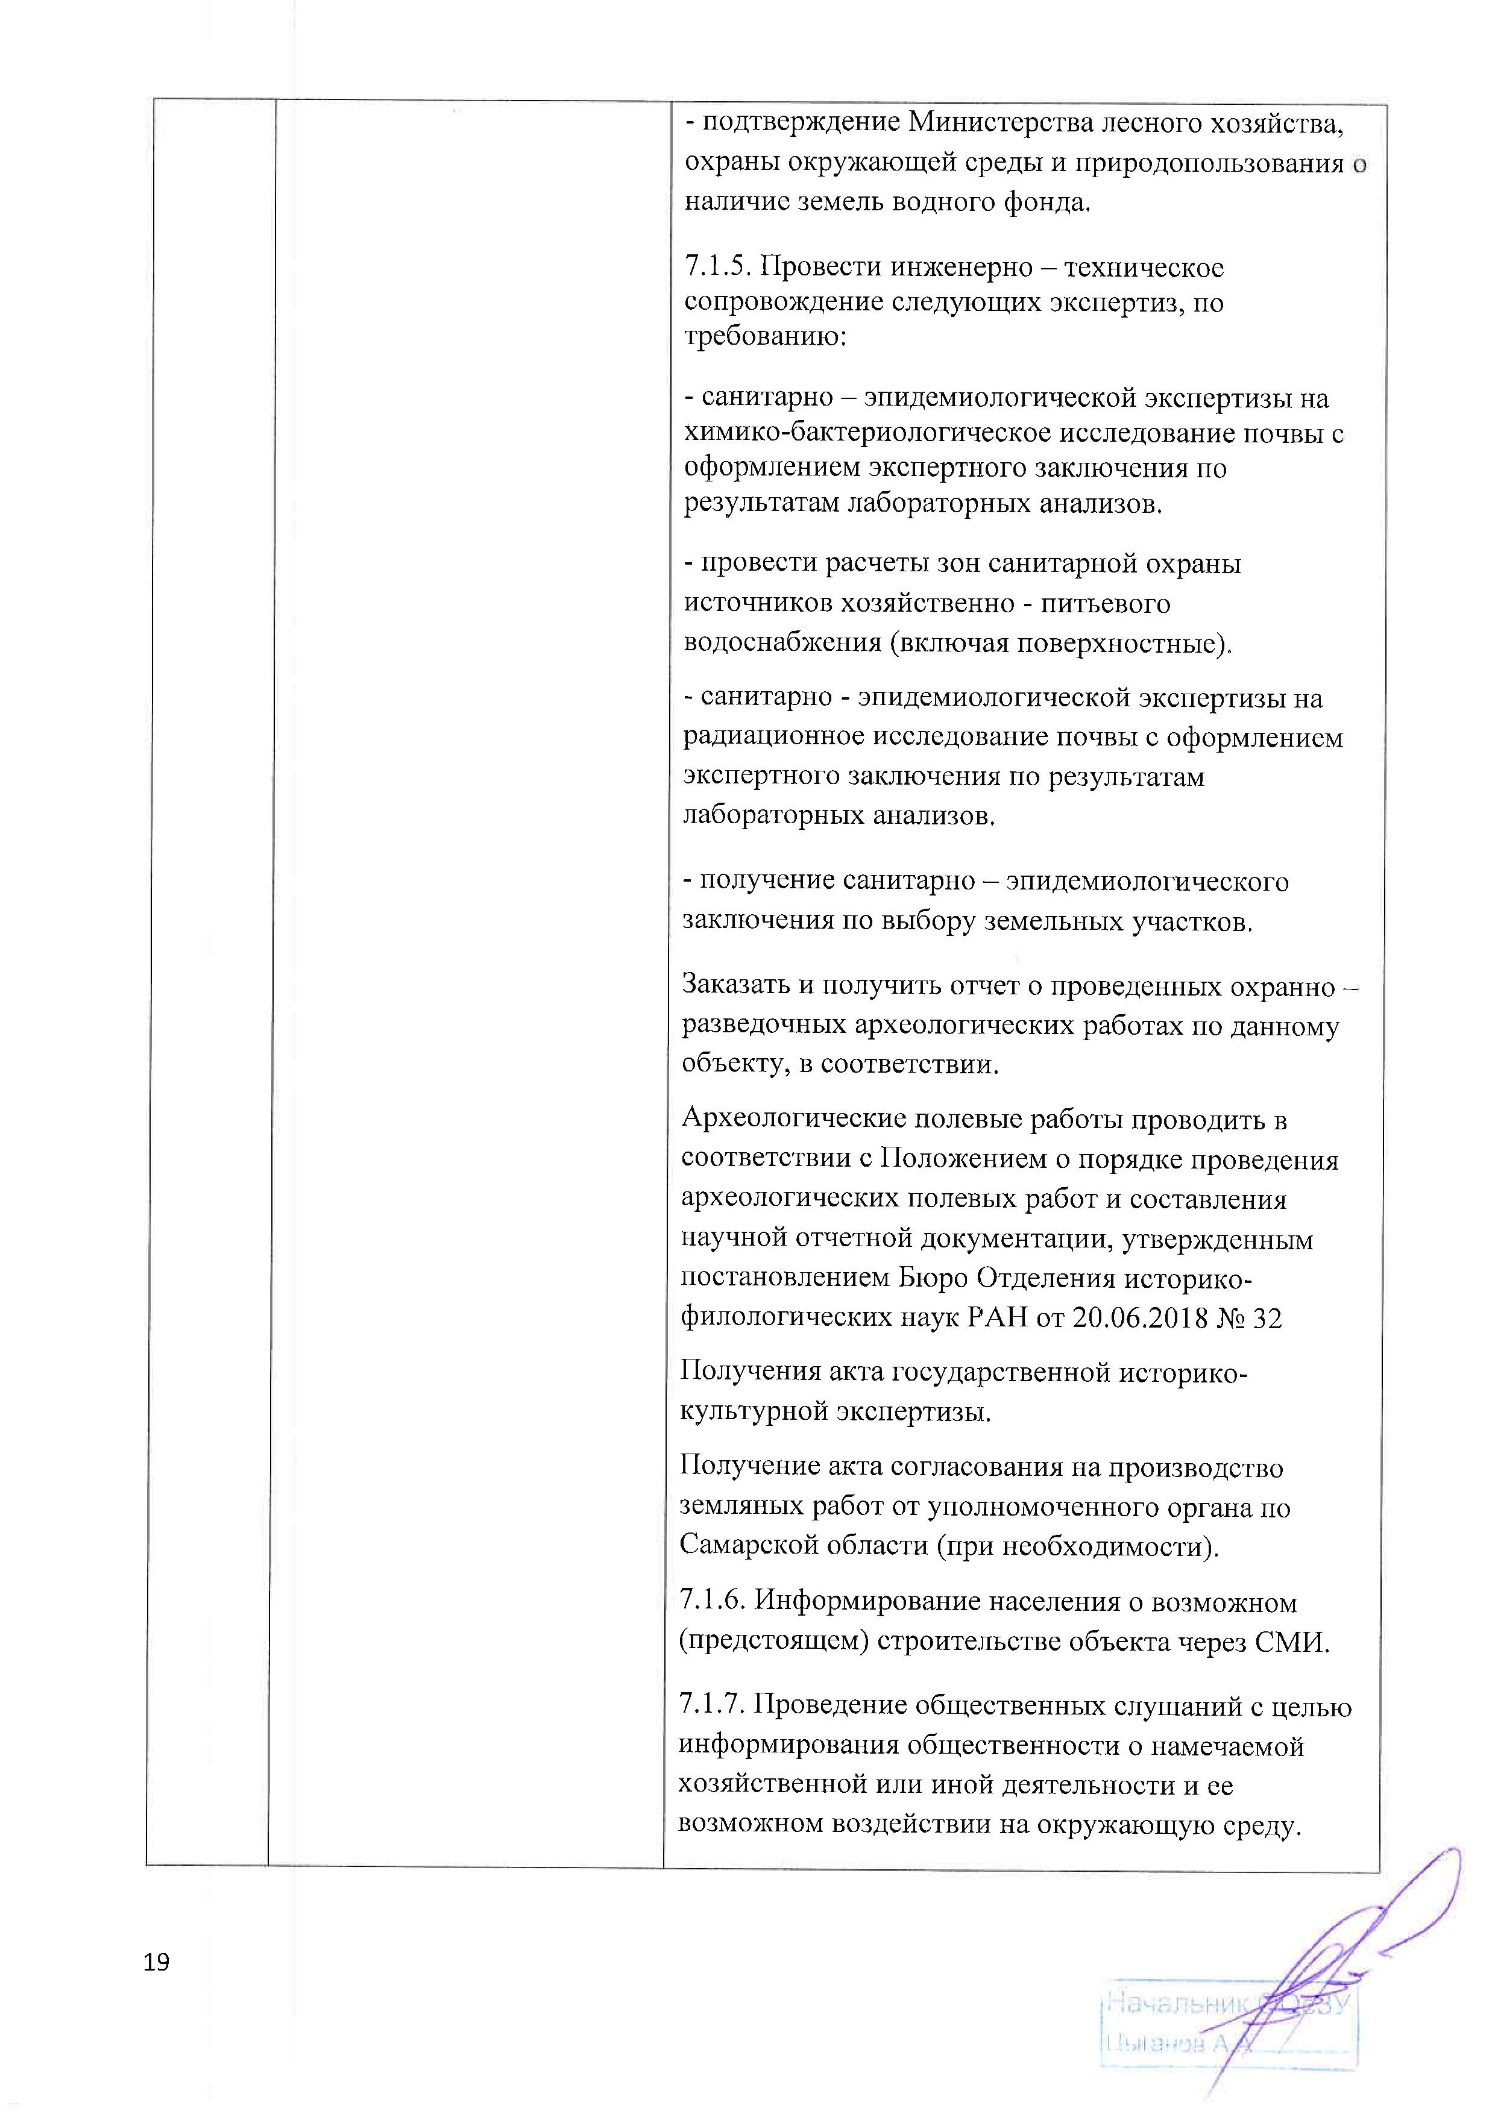 - подтверждение Министерства лесного хозяйства,
охраны окружающей среды и природопользования о
наличие земель водного фонда.
7.1.5. Провести инженерно – техническое
сопровождение следующих экспертиз, по
требованию:
- санитарно – эпидемиологической экспертизы на
химико-бактериологическое исследование почвы с
оформлением экспертного заключения по
результатам лабораторных анализов.
- провести расчеты зон санитарной охраны
источников хозяйственно - питьевого
водоснабжения (включая поверхностные).
- санитарно - эпидемиологической экспертизы на
радиационное исследование почвы с оформлением
экспертного заключения по результатам
лабораторных анализов.
- получение санитарно – эпидемиологического
заключения по выбору земельных участков.
Заказать и получить отчет о проведенных охранно –
разведочных археологических работах по данному
объекту, в соответствии.
Археологические полевые работы проводить в
соответствии с Положением о порядке проведения
археологических полевых работ и составления
научной отчетной документации, утвержденным
постановлением Бюро Отделения историко-
филологических наук РАН от 20.06.2018 № 32
Получения акта государственной историко-
культурной экспертизы.
Получение акта согласования на производство
земляных работ от уполномоченного органа по
Самарской области (при необходимости).
7.1.6. Информирование населения о возможном
(предстоящем) строительстве объекта через СМИ.
7.1.7. Проведение общественных слушаний с целью
информирования общественности о намечаемой
хозяйственной или иной деятельности и ее
возможном воздействии на окружающую среду.
19
Начальник
Цыганов А.А.